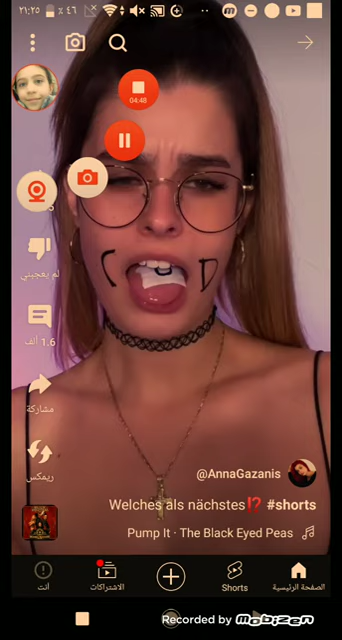 ٢١:٢٥ ٤٦ ٪
04:48
لم يعجبني
1.6 ألف
مشاركة
ريمكس
@AnnaGazanis
Welches als nächstes⁉️ #shorts
Pump It · The Black Eyed Peas
الصفحة الرئيسية
Shorts
الاشتراكات
أنت
Recorded by mobizen